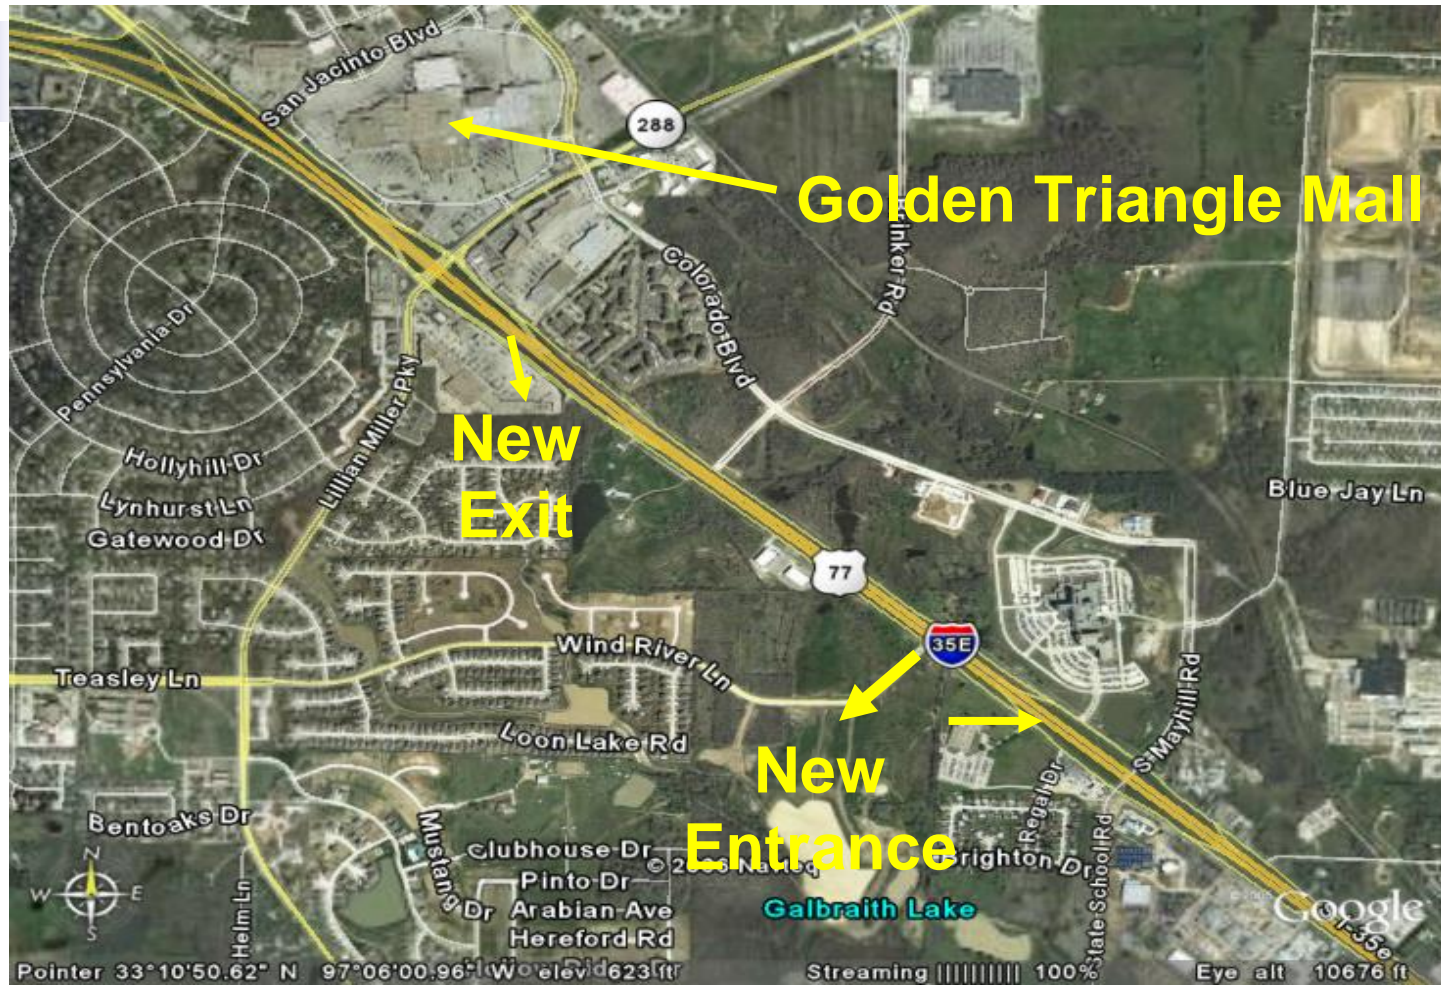 San Jacinto Blvd
288
Golden Triangle Mall
Brinker Rd
Colorado Blvd
Pennsylvania Dr
Lillian Miller Pky
New
Exit
Hollyhill Dr
Lynhurst Ln
Gatewood Dr
Blue Jay Ln
77
35E
Wind River Ln
Teasley Ln
Loon Lake Rd
S Mayhill Rd
New
Entrance
Regal Dr
Bentoaks Dr
Mustang Dr
Clubhouse Dr
© 2006 Navteq
Brighton Dr
Pinto Dr
Arabian Ave
Hereford Rd
Galbraith Lake
State School Rd
Helm Ln
N
W
E
S
Google
I-35e
Pointer 33°10'50.62" N 97°06'00.96" W elev 623 ft
Streaming |||||||||| 100%
Eye alt 10676 ft